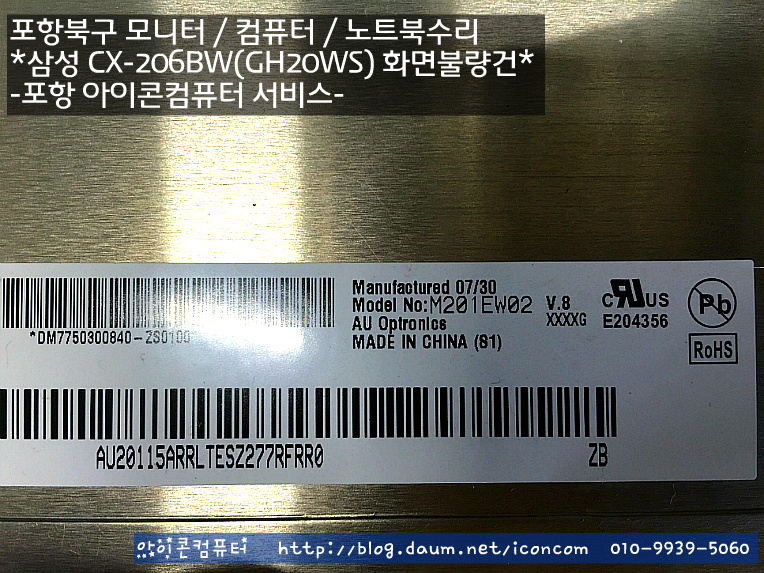 포항북구 모니터 / 컴퓨터 / 노트북수리
*삼성 CX-206BW(GH20WS) 화면불량건*
-포항 아이콘컴퓨터 서비스-
Manufactured 07/30
Model No:M201EW02 V.8
AU Optronics XXXXG
MADE IN CHINA (S1)
C UR US
E204356
Pb
RoHS
*DM7750300840-ZS0100
AU20115ARRLTESZ277RFRR0 ZB
아이콘컴퓨터 http://blog.daum.net/iconcom 010-9939-5060